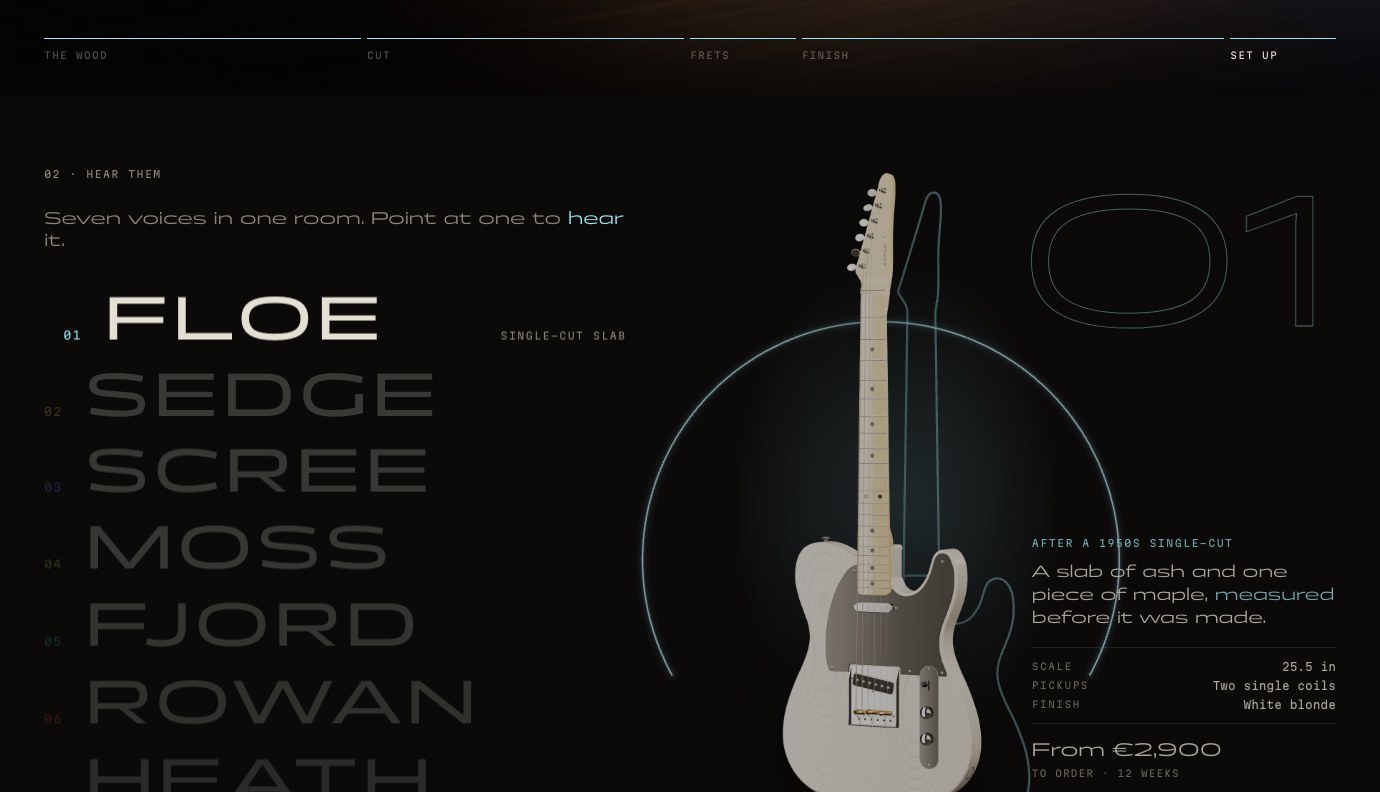 THE WOOD
CUT
FRETS
FINISH
SET UP
02 · HEAR THEM
Seven voices in one room. Point at one to hear
it.
01 FLOE SINGLE-CUT SLAB
02 SEDGE
03 SCREE
04 MOSS
05 FJORD
06 ROWAN
HEATH
01
AFTER A 1950S SINGLE-CUT
A slab of ash and one
piece of maple, measured
before it was made.
SCALE 25.5 in
PICKUPS Two single coils
FINISH White blonde
From €2,900
TO ORDER · 12 WEEKS